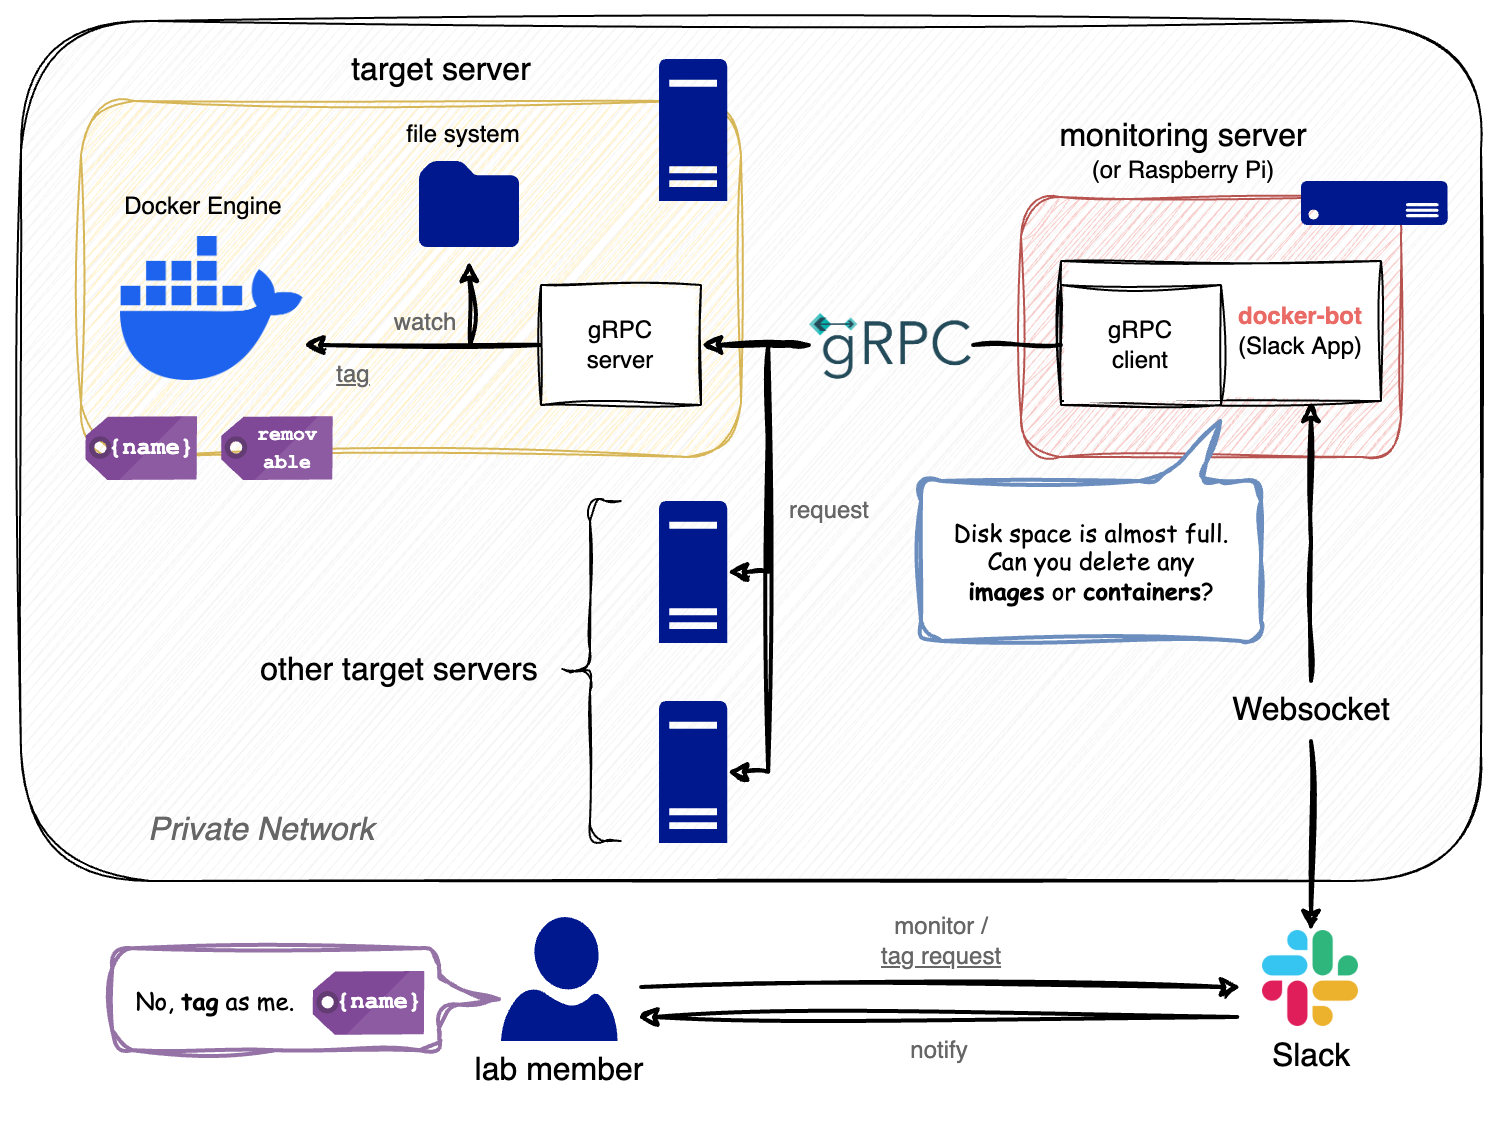 target server
file system
Docker Engine
watch
tag
gRPC
server
{name}
remov
able
gRPC
monitoring server
(or Raspberry Pi)
gRPC
client
docker-bot
(Slack App)
request
Disk space is almost full.
Can you delete any
images or containers?
other target servers
Websocket
Private Network
monitor /
tag request
No, tag as me.
{name}
lab member
notify
Slack